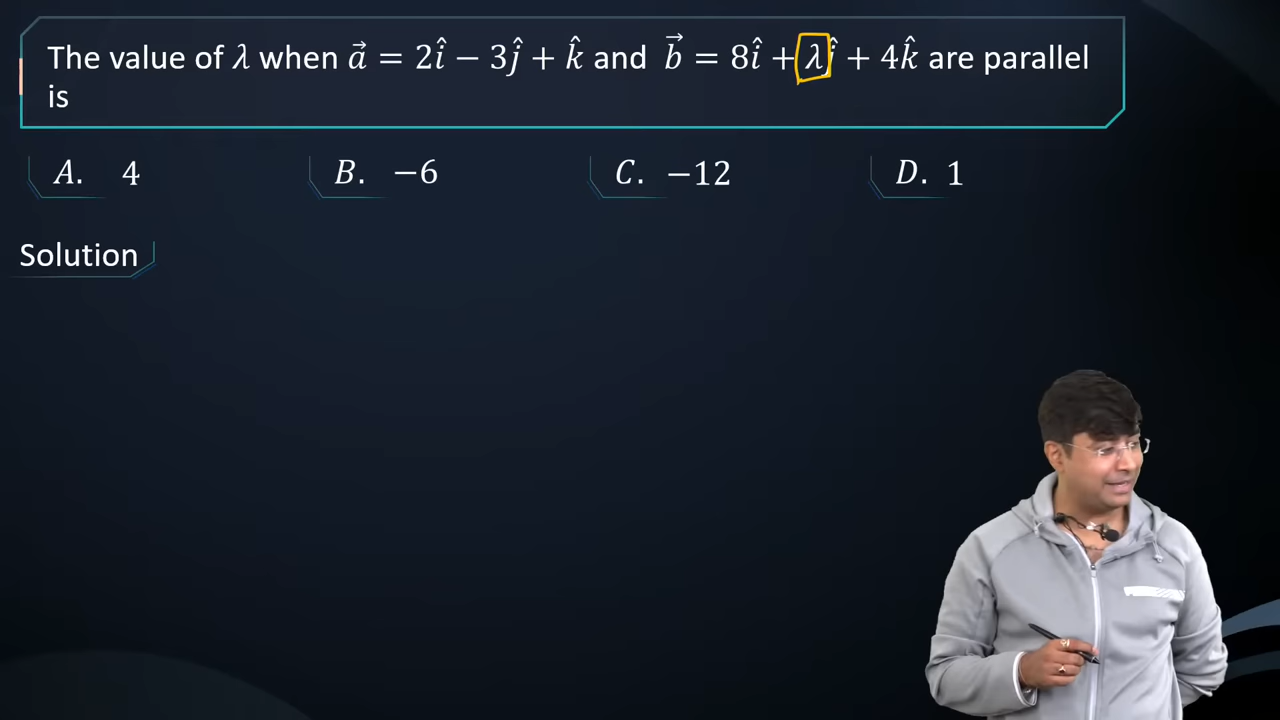 The value of λ when a⃗ = 2î − 3ĵ + k̂ and b⃗ = 8î + λĵ + 4k̂ are parallel
is
A. 4 B. −6 C. −12 D. 1
Solution